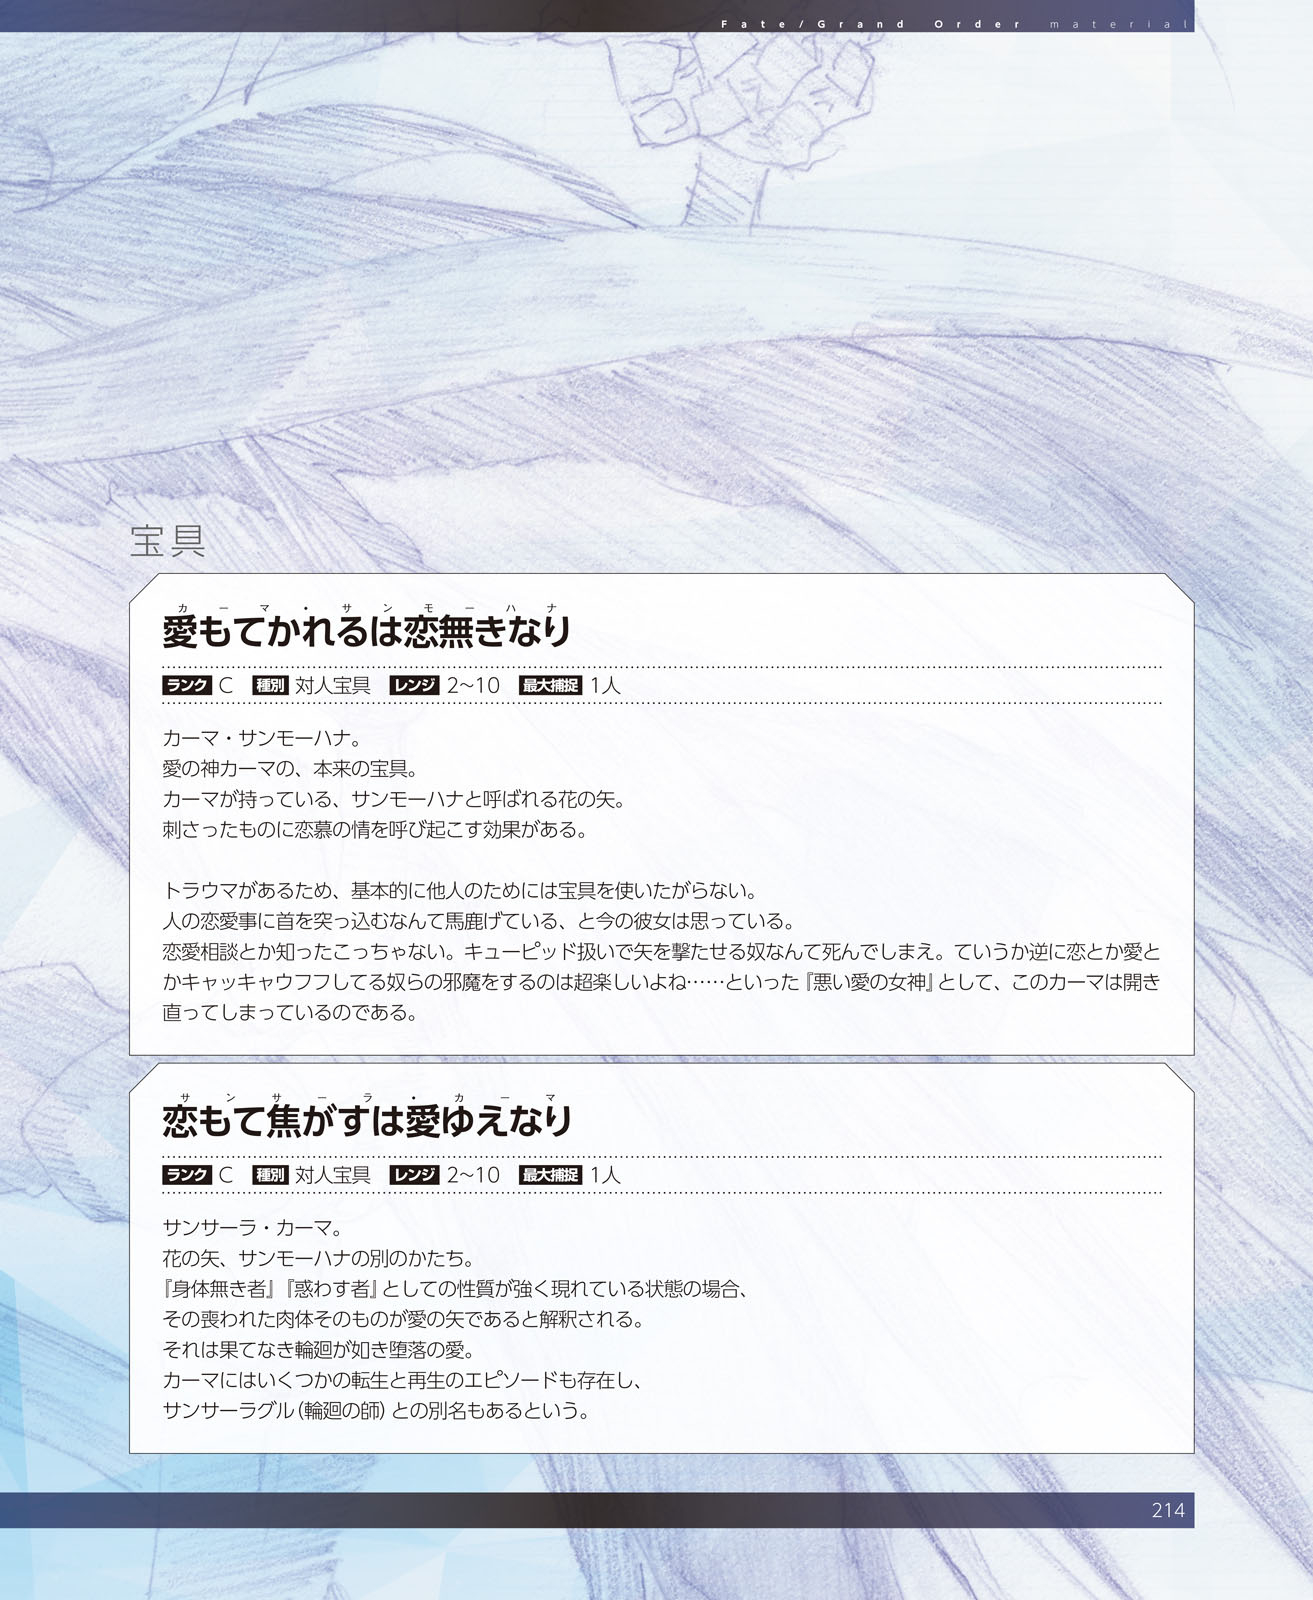 Fate/Grand Order material
宝具
カーマ・サンモーハナ
愛もてかれるは恋無きなり
ランク C 種別 対人宝具 レンジ 2~10 最大捕捉 1人
カーマ・サンモーハナ。
愛の神カーマの、本来の宝具。
カーマが持っている、サンモーハナと呼ばれる花の矢。
刺さったものに恋慕の情を呼び起こす効果がある。
トラウマがあるため、基本的に他人のためには宝具を使いたがらない。
人の恋愛事に首を突っ込むなんて馬鹿げている、と今の彼女は思っている。
恋愛相談とか知ったこっちゃない。キューピッド扱いで矢を撃たせる奴なんて死んでしまえ。ていうか逆に恋とか愛と
かキャッキャウフフしてる奴らの邪魔をするのは超楽しいよね……といった『悪い愛の女神』として、このカーマは開き
直ってしまっているのである。
サンサーラ・カーマ
恋もて焦がすは愛ゆえなり
ランク C 種別 対人宝具 レンジ 2~10 最大捕捉 1人
サンサーラ・カーマ。
花の矢、サンモーハナの別のかたち。
『身体無き者』『惑わす者』としての性質が強く現れている状態の場合、
その喪われた肉体そのものが愛の矢であると解釈される。
それは果てなき輪廻が如き堕落の愛。
カーマにはいくつかの転生と再生のエピソードも存在し、
サンサーラグル（輪廻の師）との別名もあるという。
214